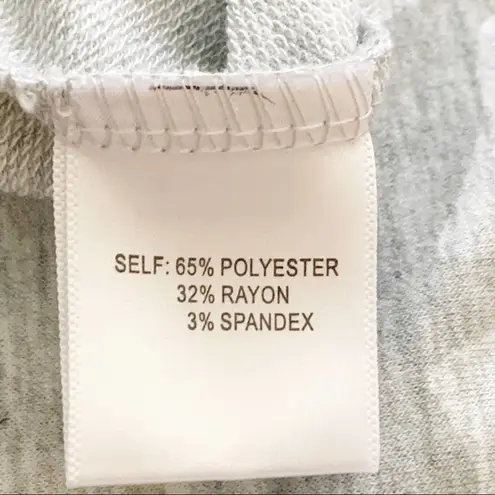 SELF: 65% POLYESTER
32% RAYON
3% SPANDEX